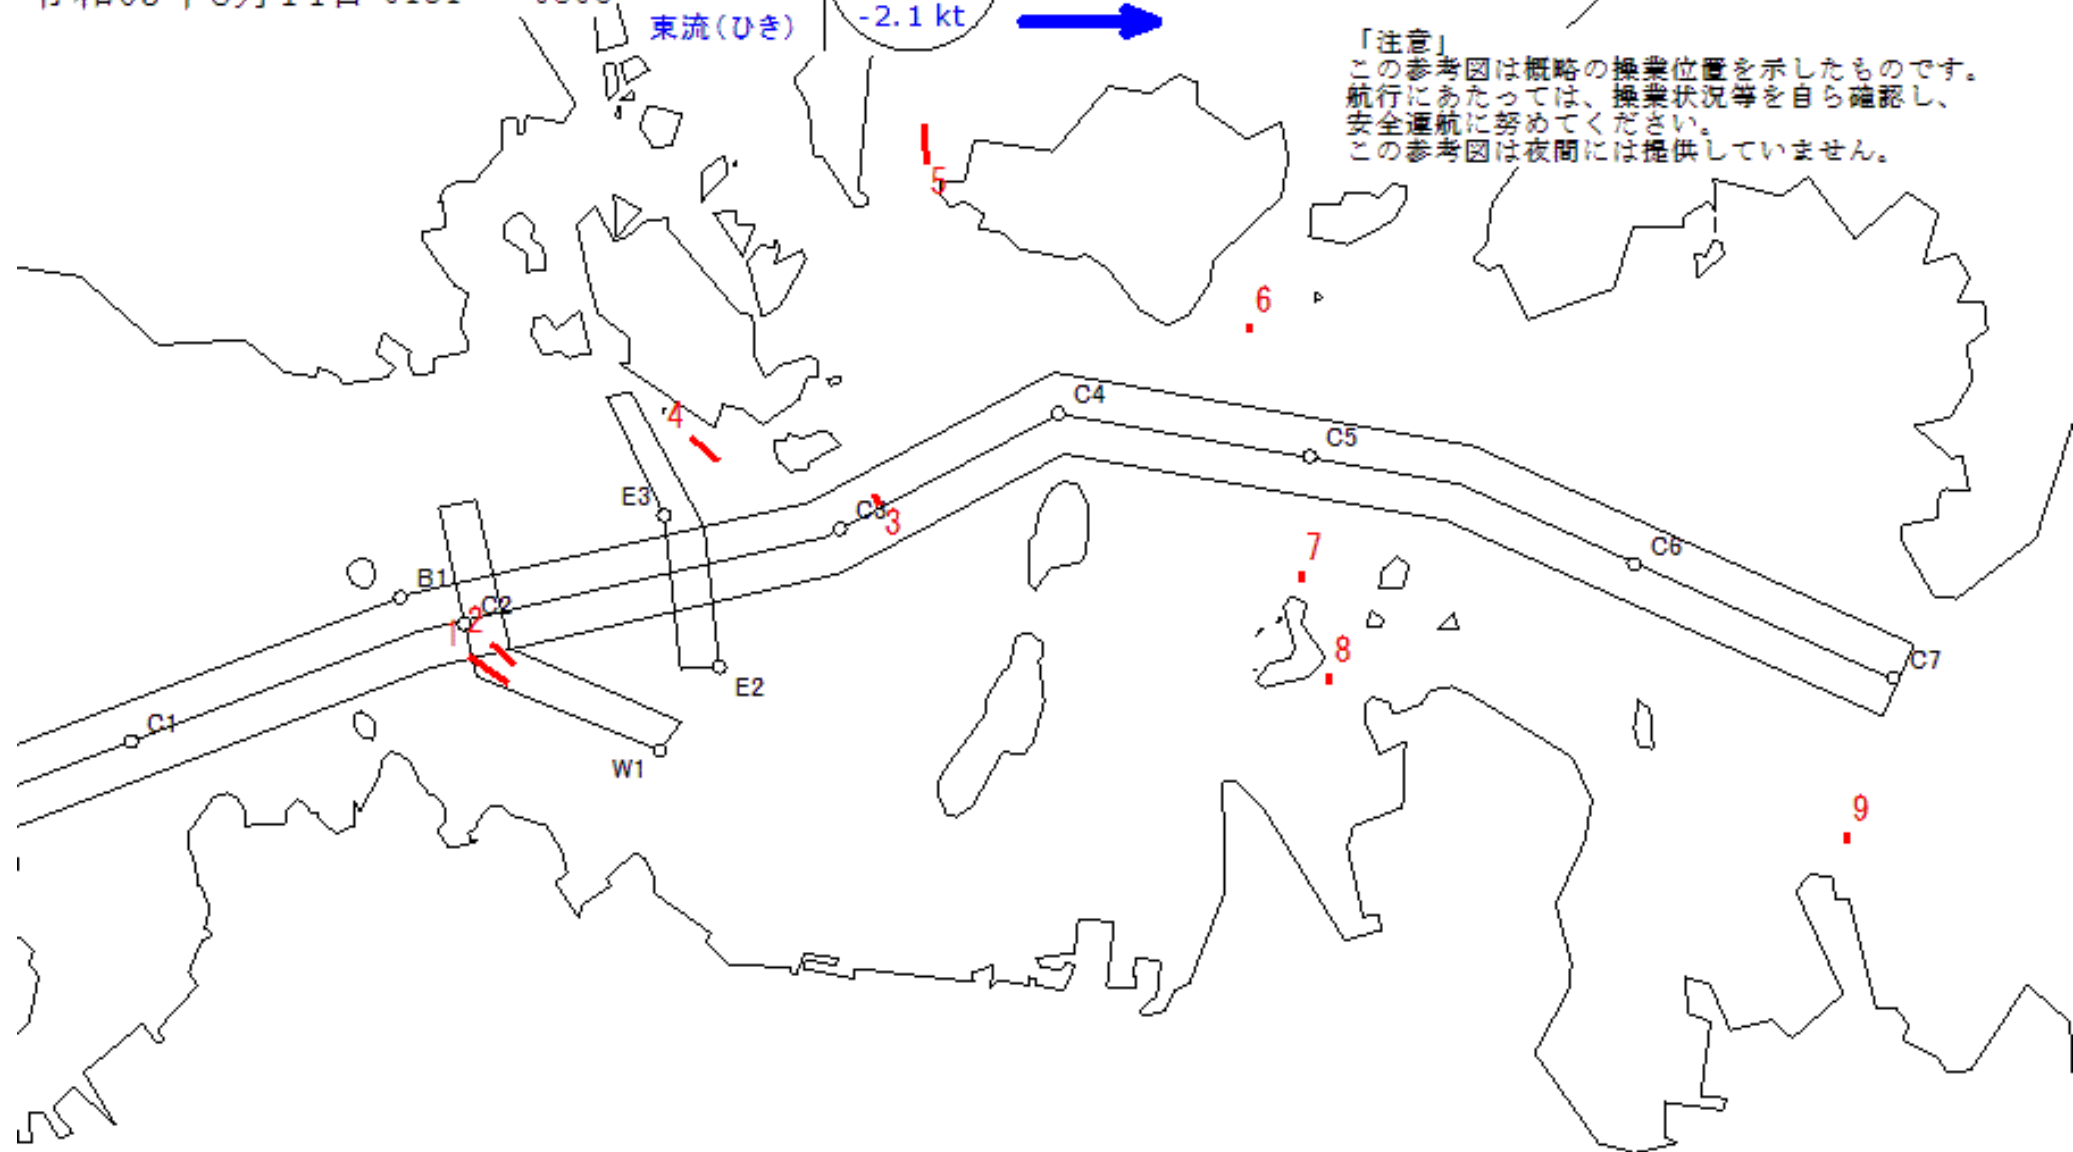 東流(ひき)
-2.1 kt
「注意」
この参考図は概略の操業位置を示したものです。
航行にあたっては、操業状況等を自ら確認し、
安全運航に努めてください。
この参考図は夜間には提供していません。
5
6
C4
4
C5
E3
C3
3
7
C6
B1
C2
2
1
8
C7
E2
C1
W1
9